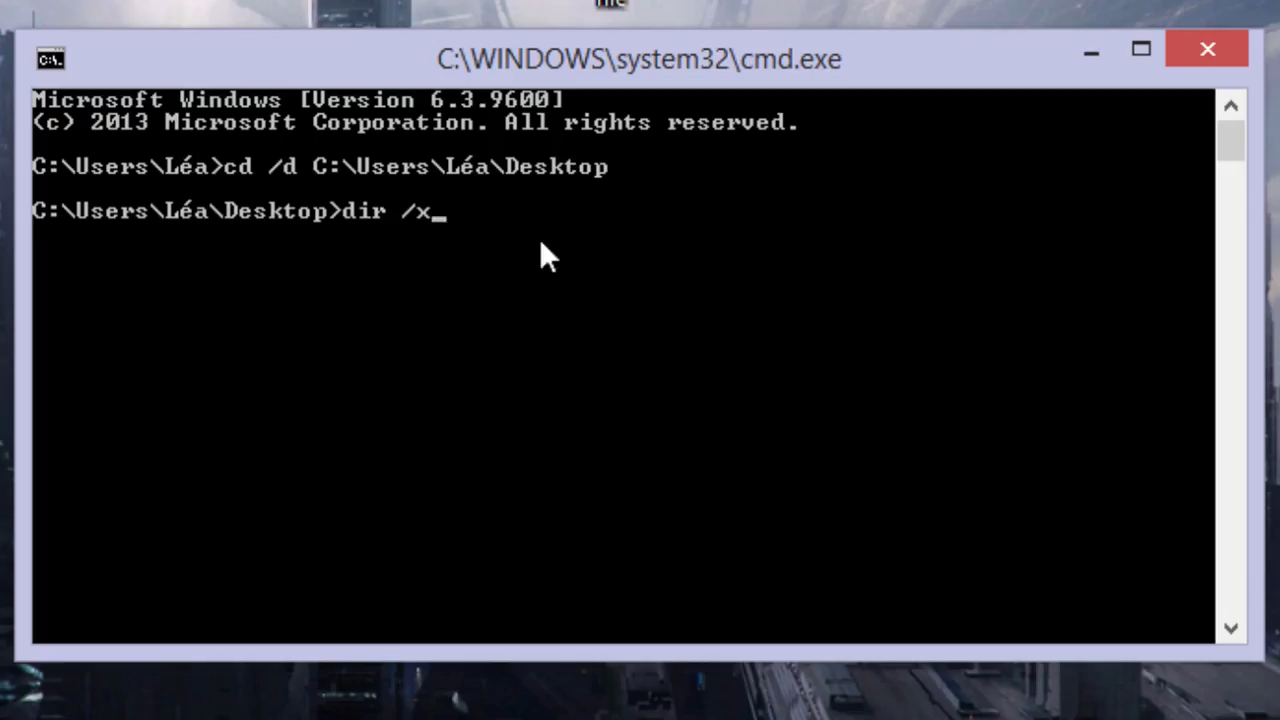 C:\WINDOWS\system32\cmd.exe
Microsoft Windows [Version 6.3.9600]
(c) 2013 Microsoft Corporation. All rights reserved.
C:\Users\Léa>cd /d C:\Users\Léa\Desktop
C:\Users\Léa\Desktop>dir /x_